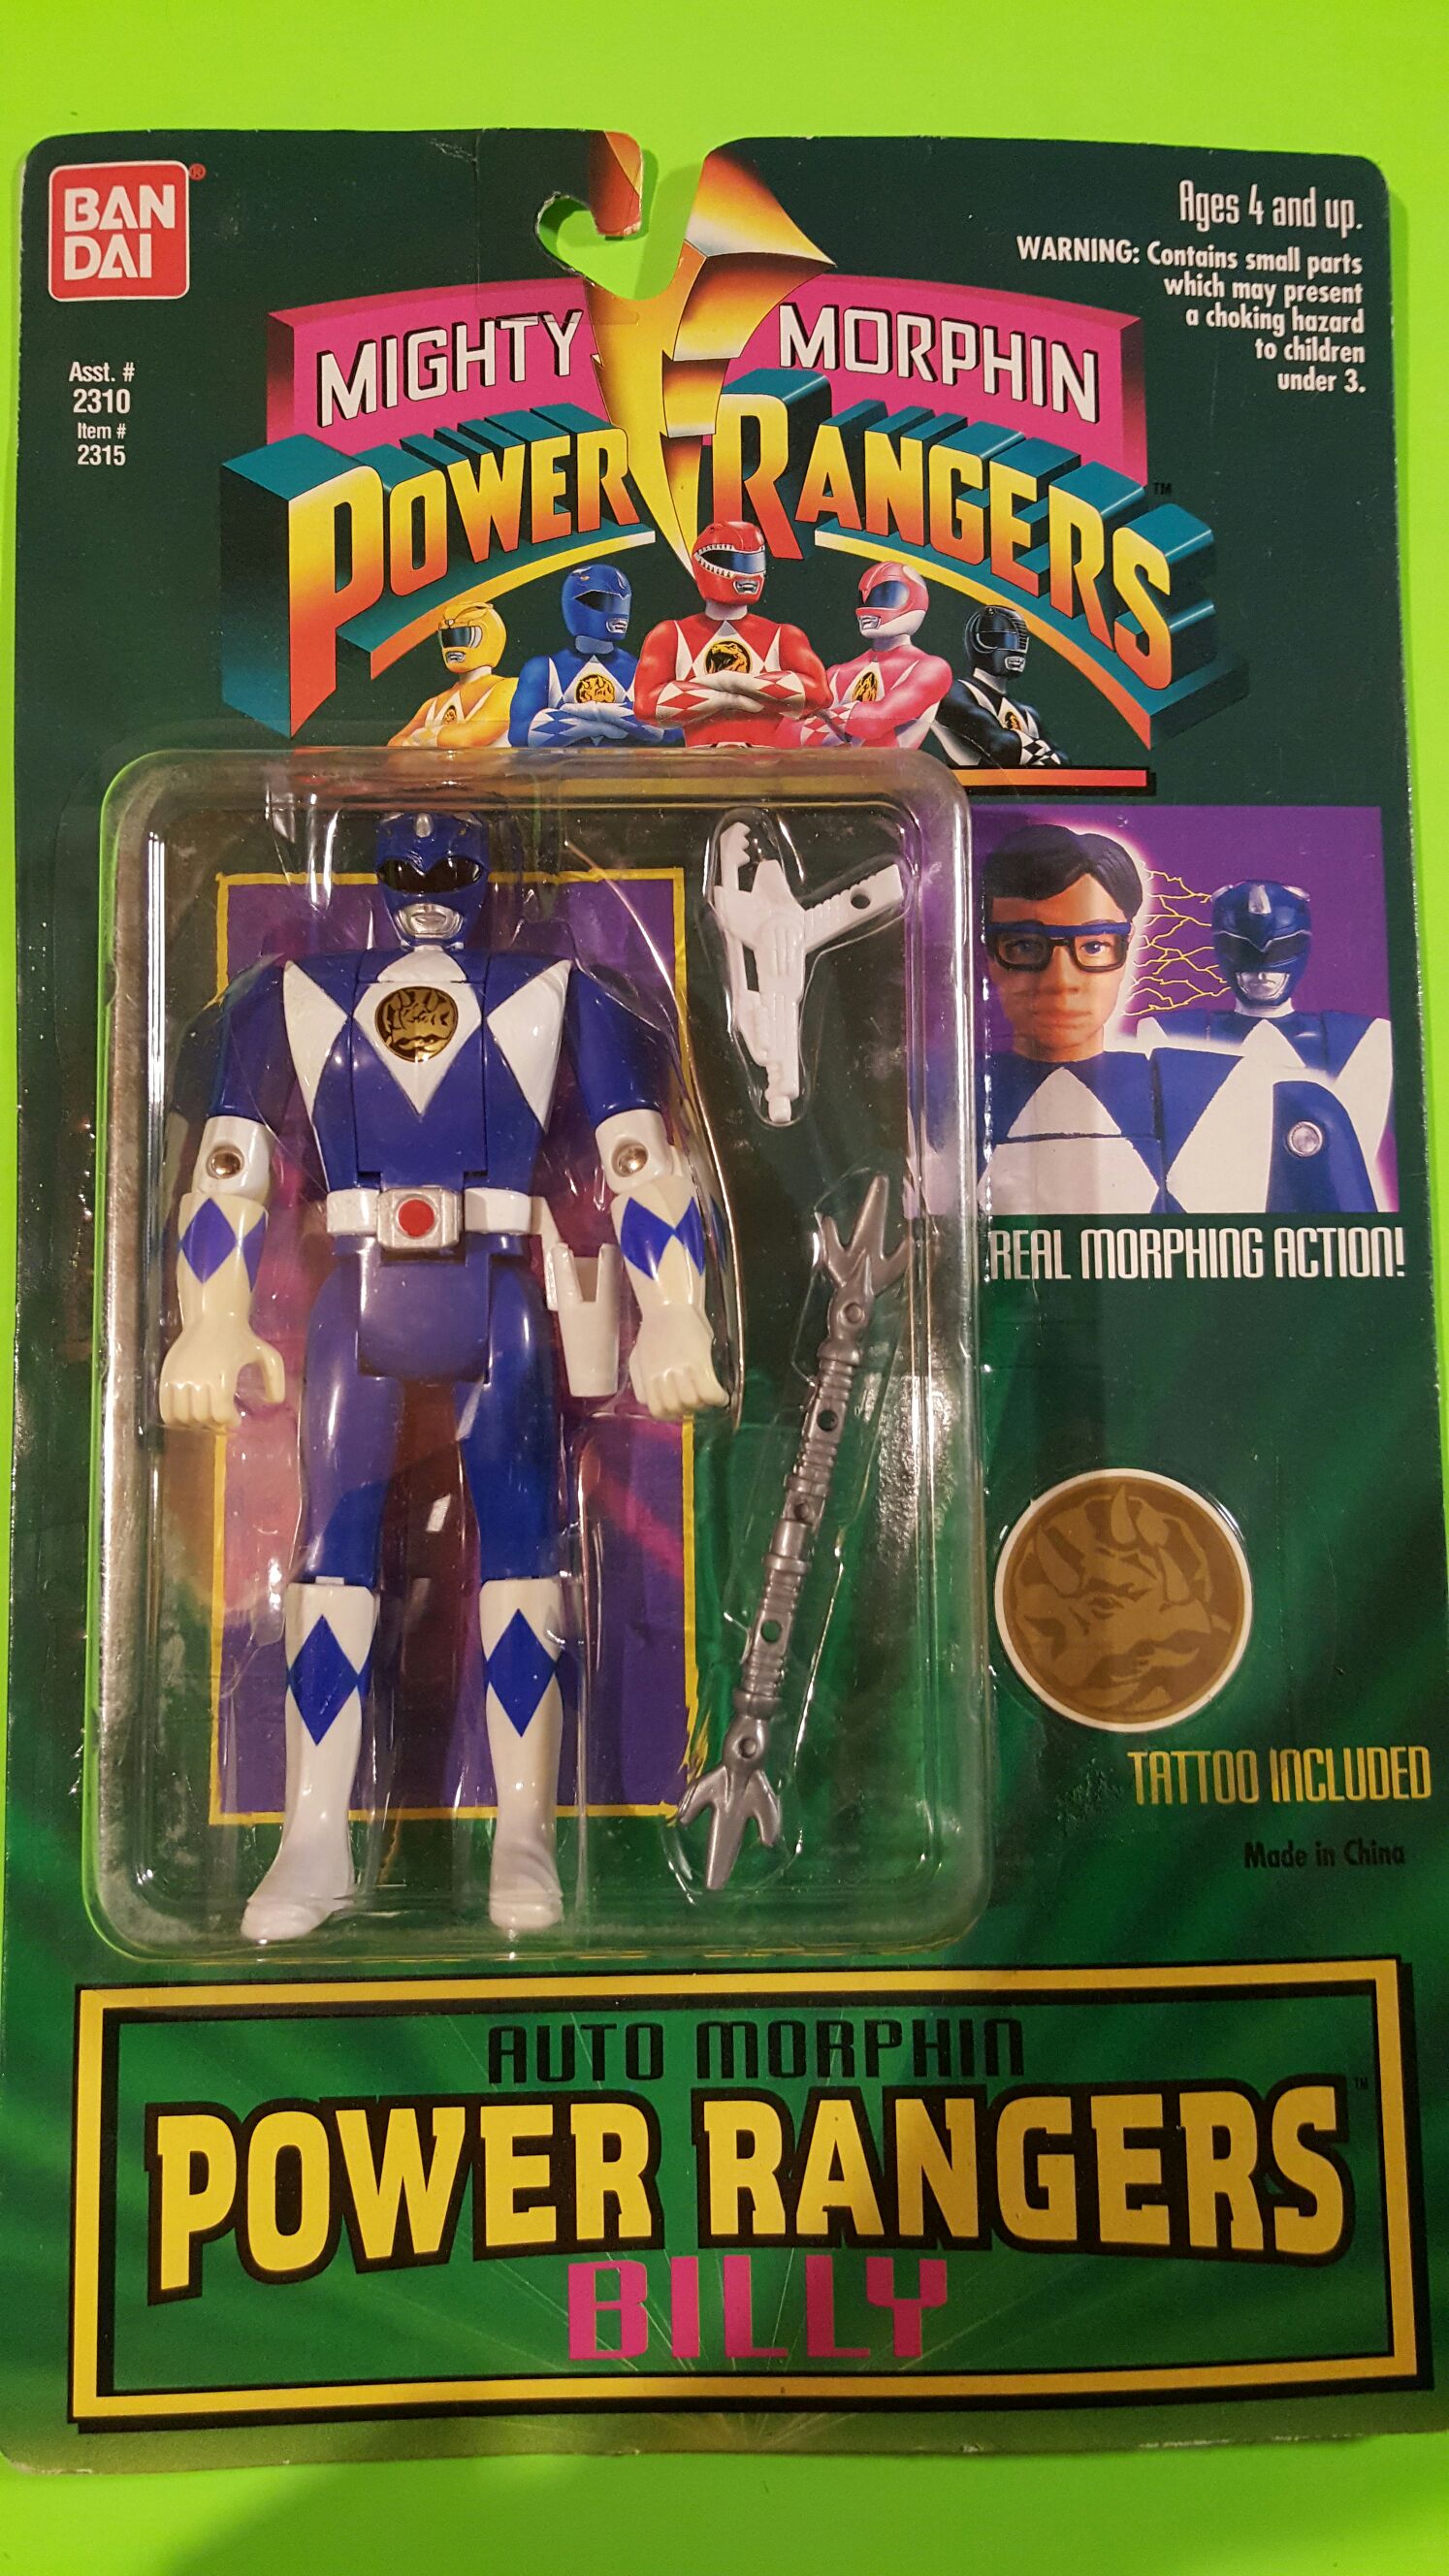 BAN
DAI
®
Asst. #
2310
Item #
2315
Ages 4 and up.
WARNING: Contains small parts
which may present
a choking hazard
to children
under 3.
MIGHTY MORPHIN
POWER RANGERS
TM
REAL MORPHING ACTION!
TATTOO INCLUDED
Made in China
AUTO MORPHIN
POWER RANGERS
TM
BILLY